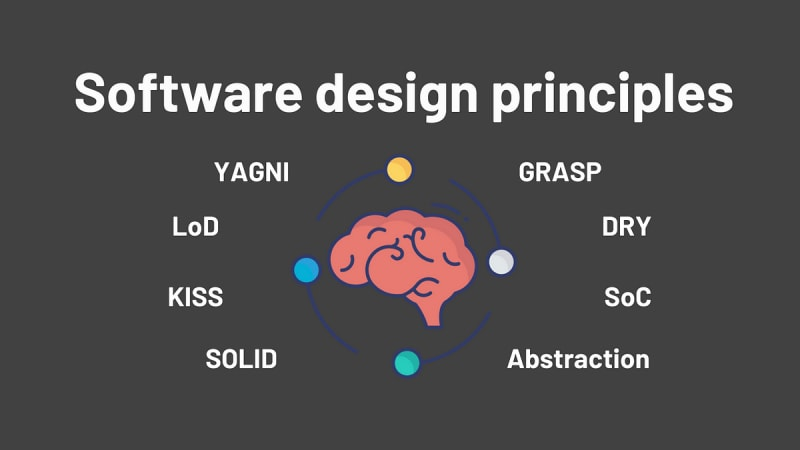 Software design principles
YAGNI
GRASP
LoD
DRY
KISS
SoC
SOLID
Abstraction